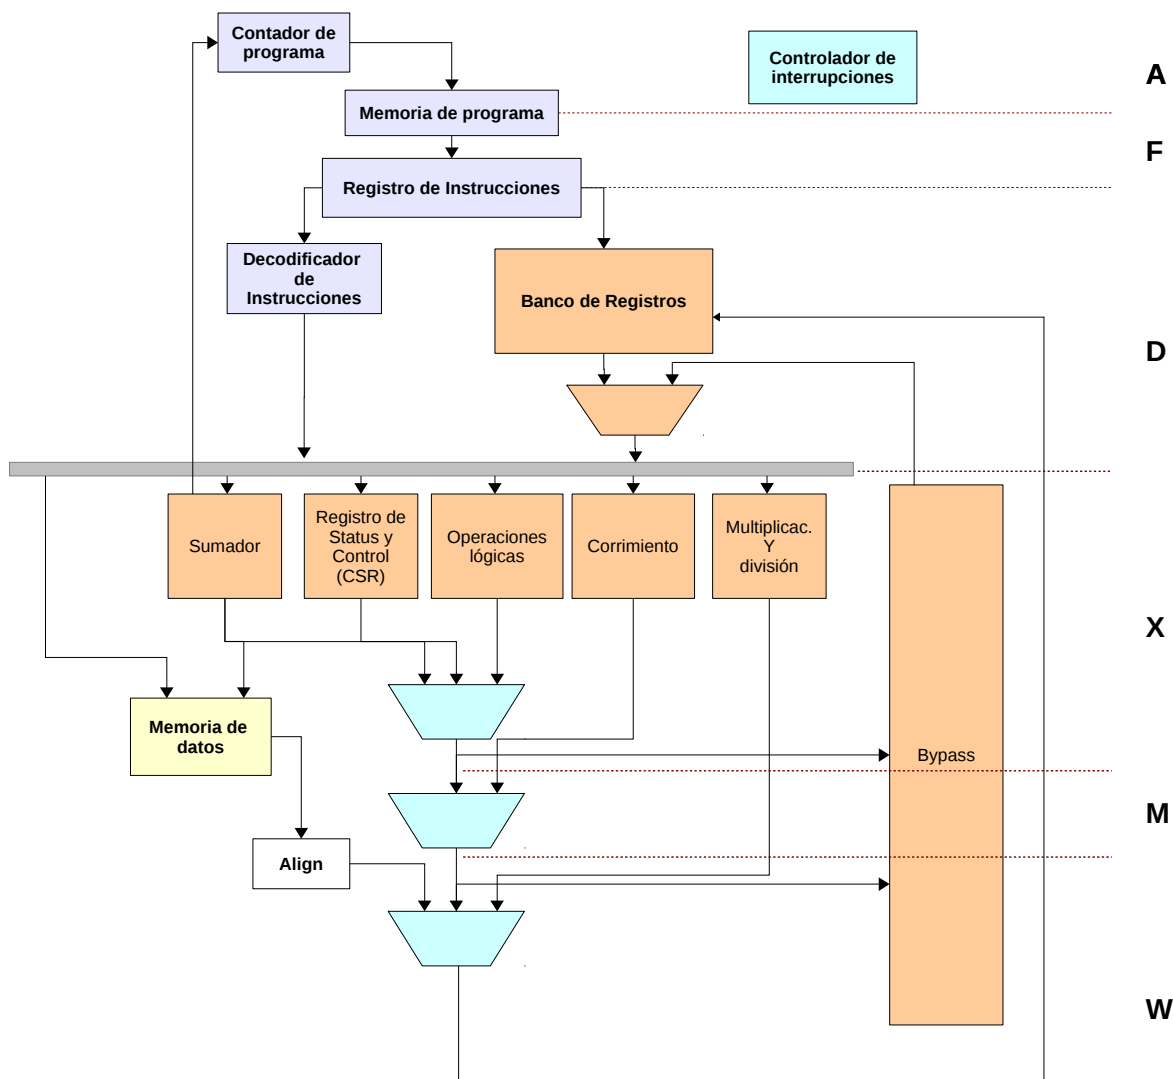 Contador de
programa
Controlador de
interrupciones
A
Memoria de programa
F
Registro de Instrucciones
Decodificador
de
Instrucciones
Banco de Registros
D
Sumador
Registro de
Status y
Control
(CSR)
Operaciones
lógicas
Corrimiento
Multiplicac.
Y
división
X
Memoria de
datos
Bypass
M
Align
W